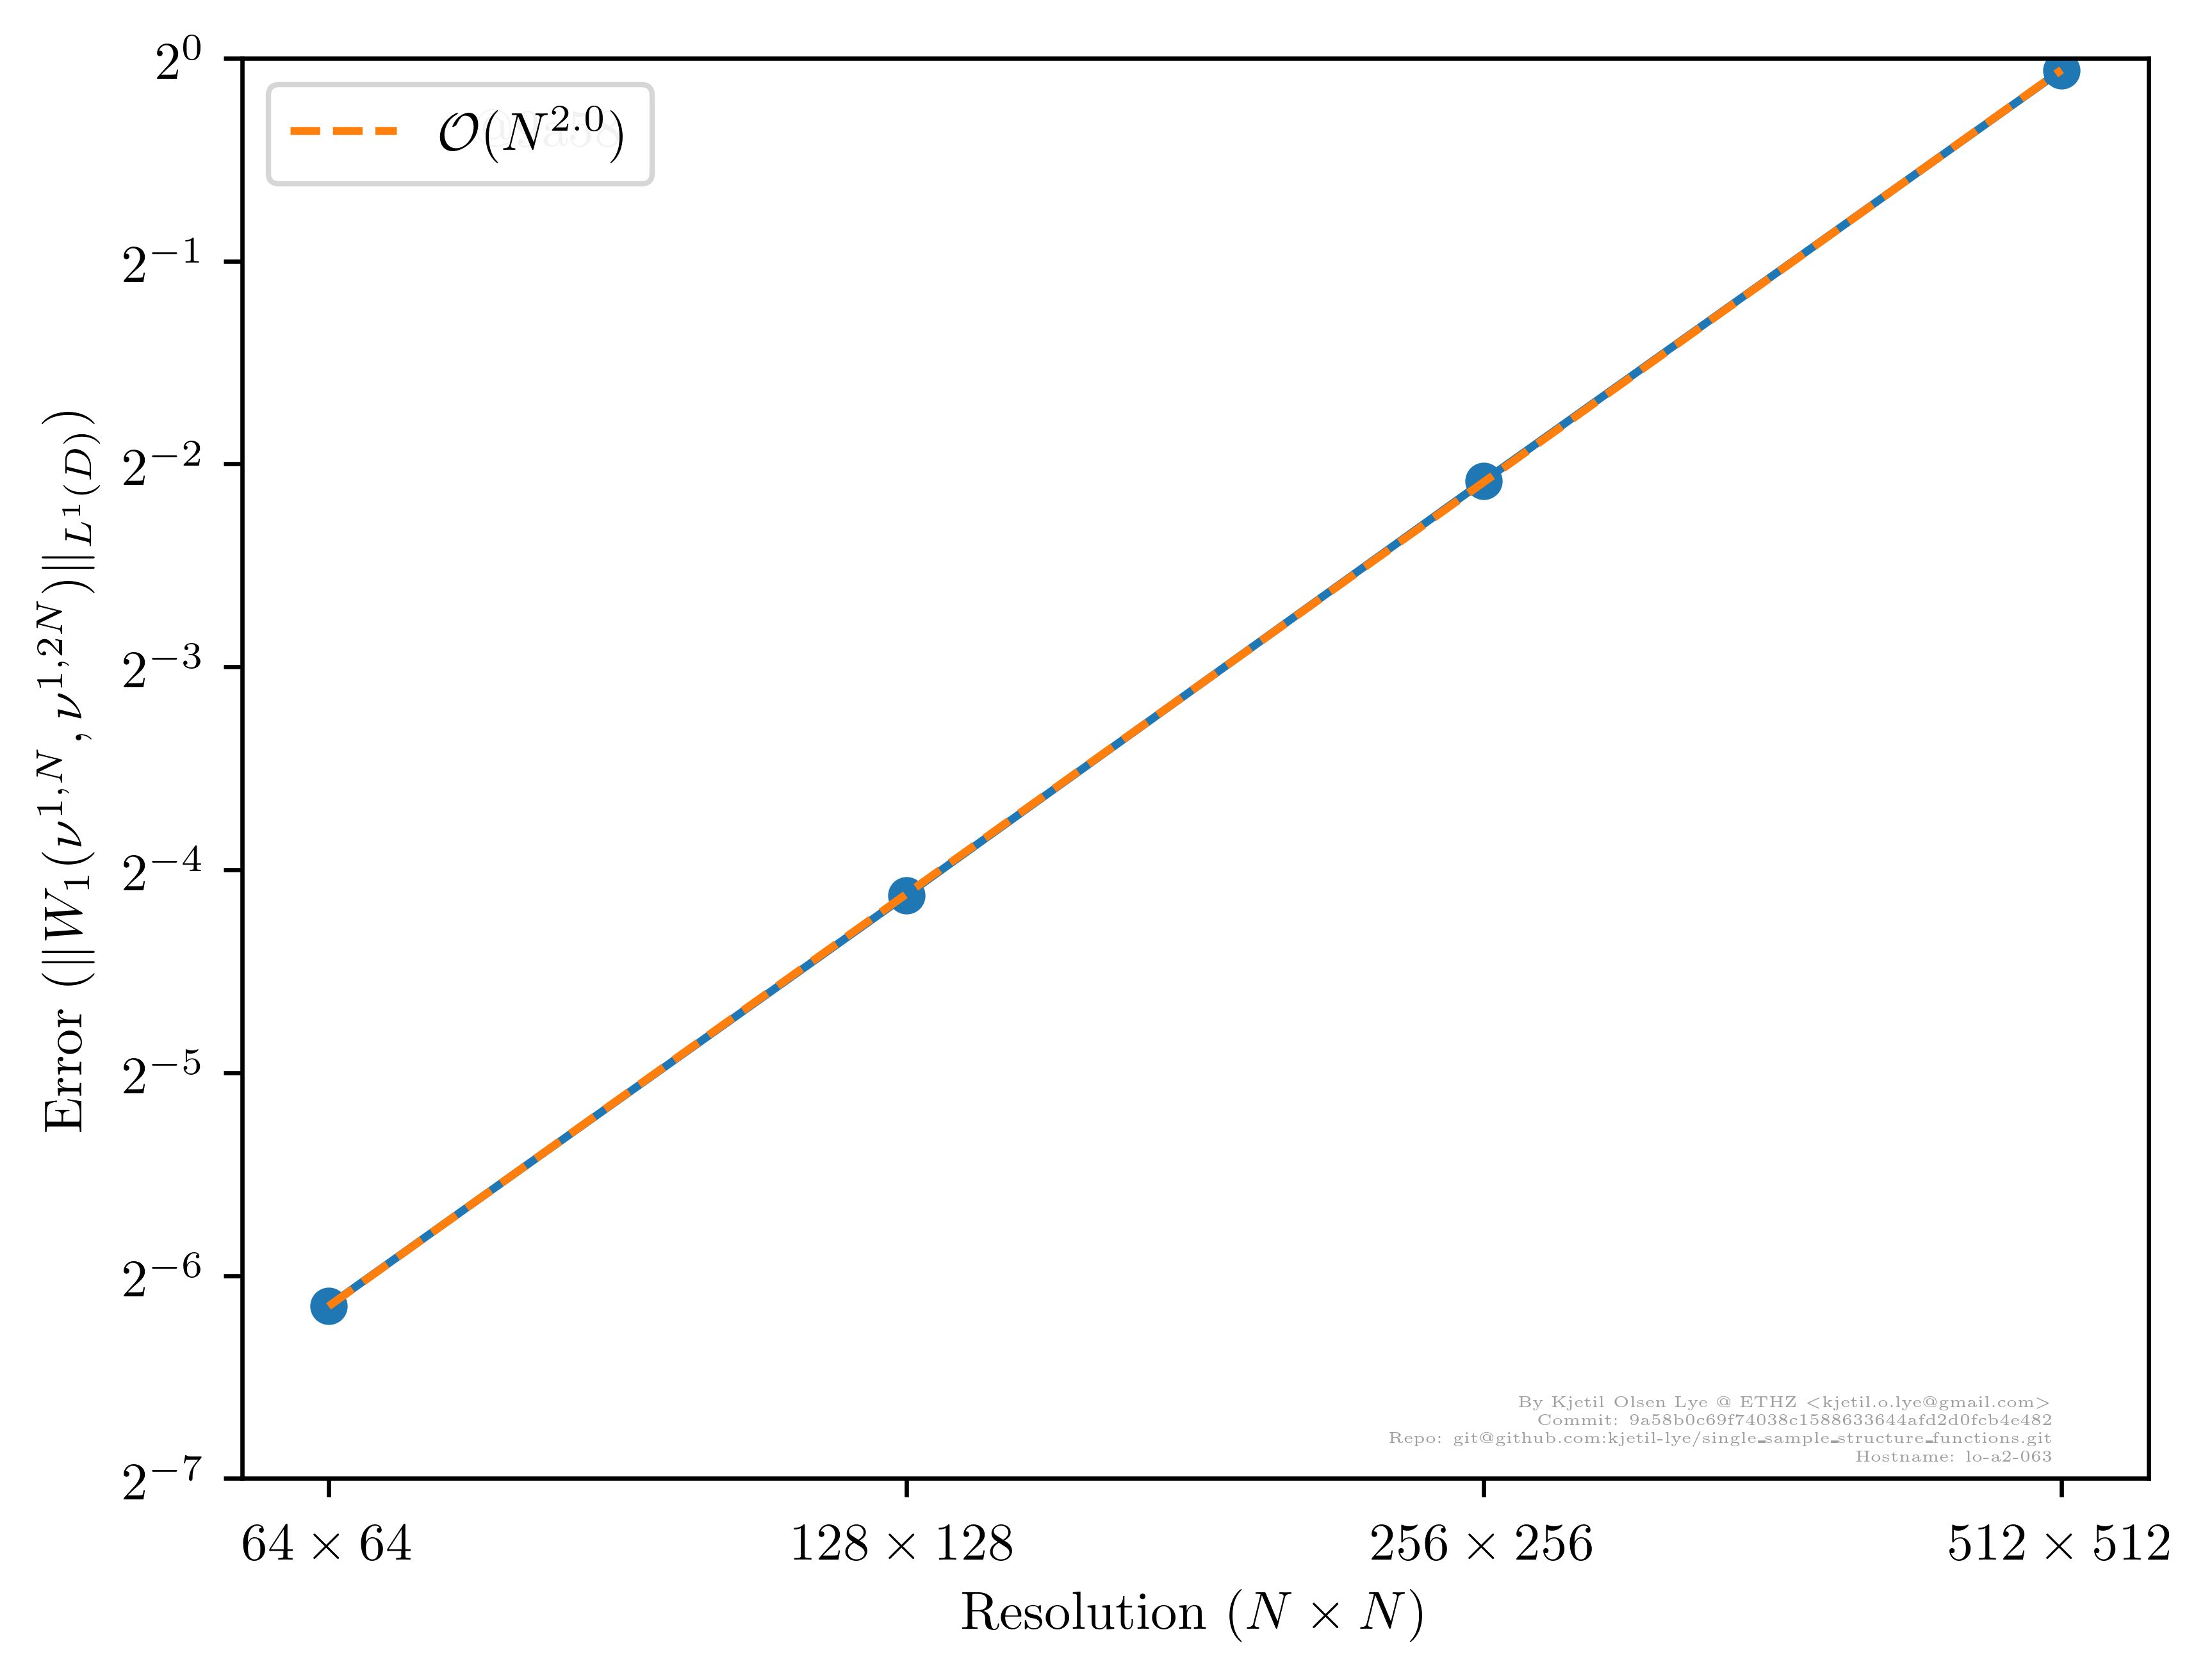 2^0
2^{-1}
2^{-2}
2^{-3}
2^{-4}
2^{-5}
2^{-6}
2^{-7}
Error (||W_1(ν^{1,N}, ν^{1,2N})||_{L^1(D)})
𝒪(N^{2.0})
By Kjetil Olsen Lye @ ETHZ <kjetil.o.lye@gmail.com>
Commit: 9a58b0c69f74038c1588633644afd2d0fcb4e482
Repo: git@github.com:kjetil-lye/single_sample_structure_functions.git
Hostname: lo-a2-063
64 × 64 128 × 128 256 × 256 512 × 512
Resolution (N × N)